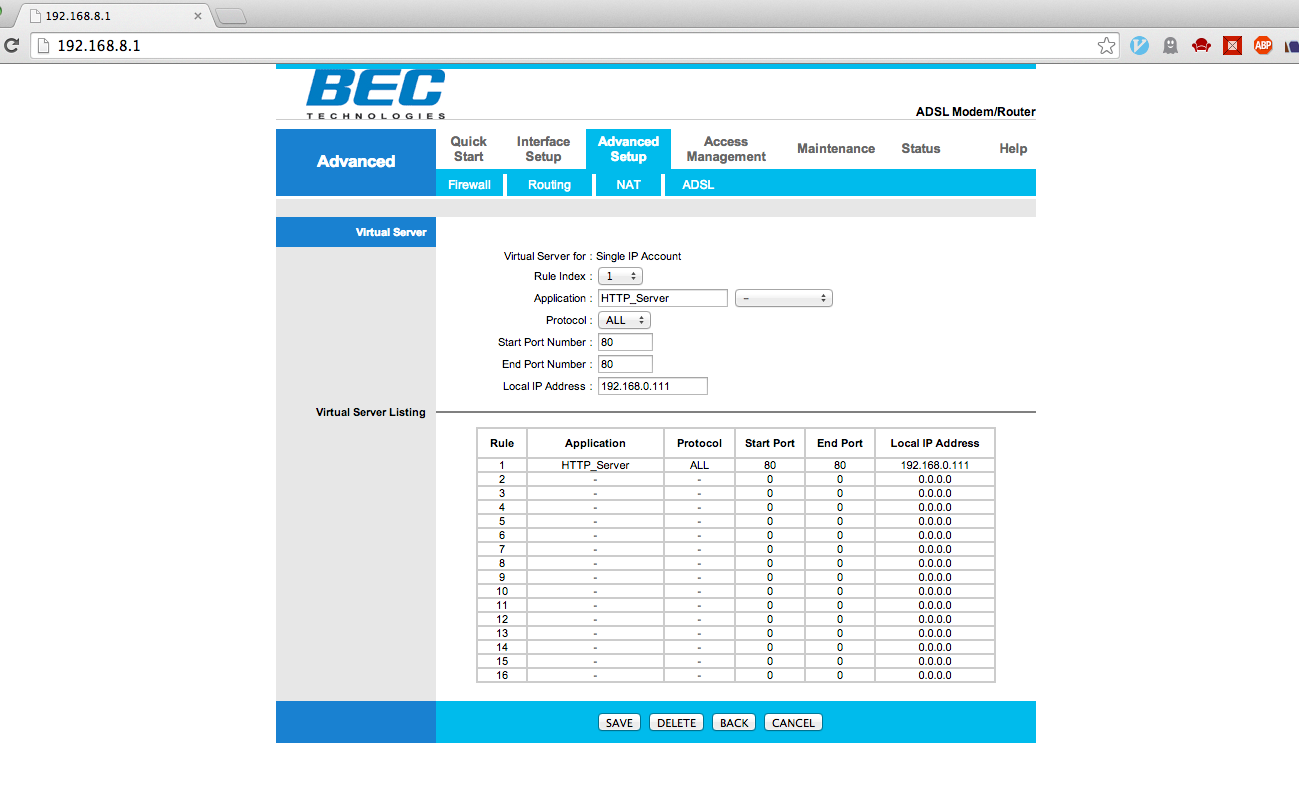 192.168.8.1
192.168.8.1
ABP
BEC
TECHNOLOGIES
ADSL Modem/Router
Advanced
Quick Start
Interface Setup
Advanced Setup
Access Management
Maintenance
Status
Help
Firewall Routing NAT ADSL
Virtual Server
Virtual Server for : Single IP Account
Rule Index : 1
Application : HTTP_Server -
Protocol : ALL
Start Port Number : 80
End Port Number : 80
Local IP Address : 192.168.0.111
Virtual Server Listing
Rule Application Protocol Start Port End Port Local IP Address
1 HTTP_Server ALL 80 80 192.168.0.111
2 - - 0 0 0.0.0.0
3 - - 0 0 0.0.0.0
4 - - 0 0 0.0.0.0
5 - - 0 0 0.0.0.0
6 - - 0 0 0.0.0.0
7 - - 0 0 0.0.0.0
8 - - 0 0 0.0.0.0
9 - - 0 0 0.0.0.0
10 - - 0 0 0.0.0.0
11 - - 0 0 0.0.0.0
12 - - 0 0 0.0.0.0
13 - - 0 0 0.0.0.0
14 - - 0 0 0.0.0.0
15 - - 0 0 0.0.0.0
16 - - 0 0 0.0.0.0
SAVE DELETE BACK CANCEL